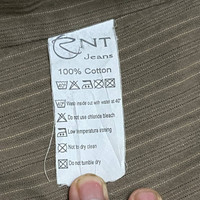 RNT
Jeans
100% Cotton
Wash inside out with water at 40°
Do not use chloride bleach
Low temperature ironing
Not to dry clean
Do not tumble dry